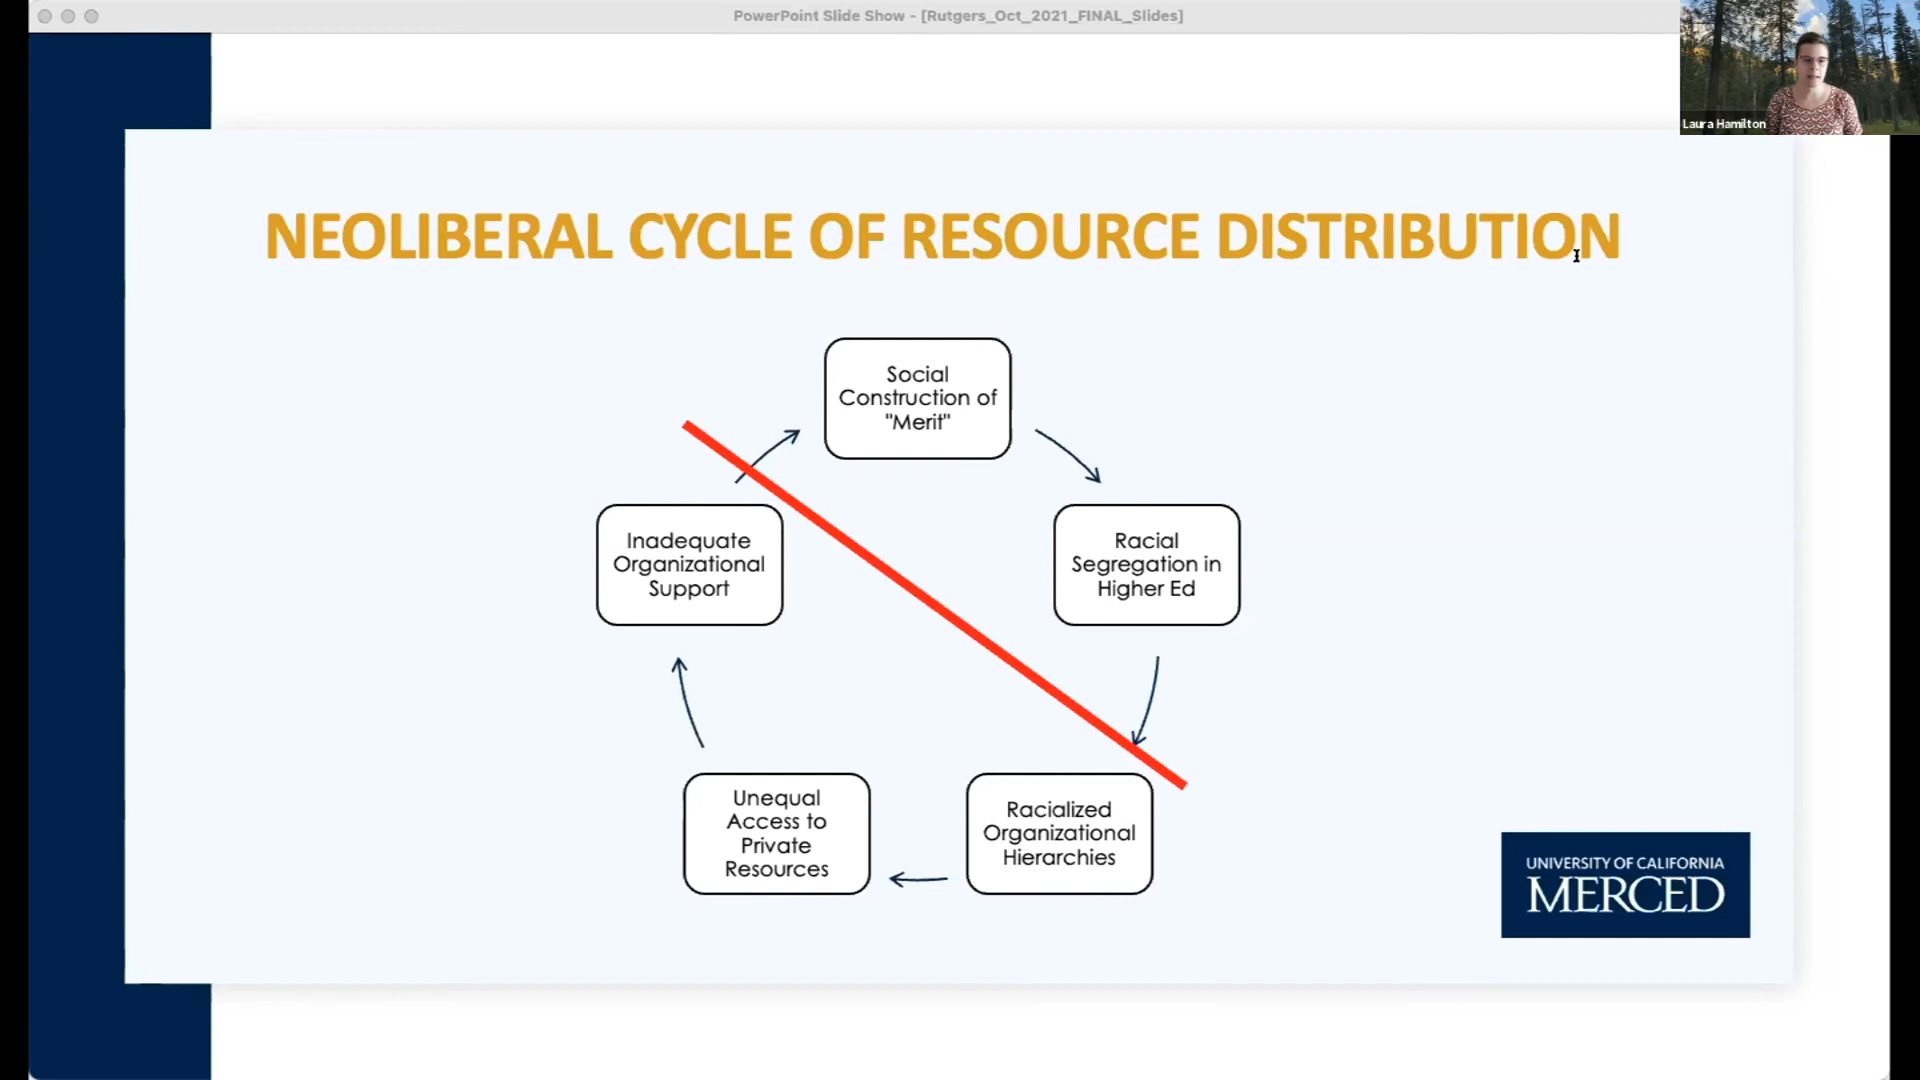 PowerPoint Slide Show - [Rutgers_Oct_2021_FINAL_Slides]
Laura Hamilton
NEOLIBERAL CYCLE OF RESOURCE DISTRIBUTION
Social
Construction of
"Merit"
Inadequate
Organizational
Support
Racial
Segregation in
Higher Ed
Unequal
Access to
Private
Resources
Racialized
Organizational
Hierarchies
UNIVERSITY OF CALIFORNIA
MERCED